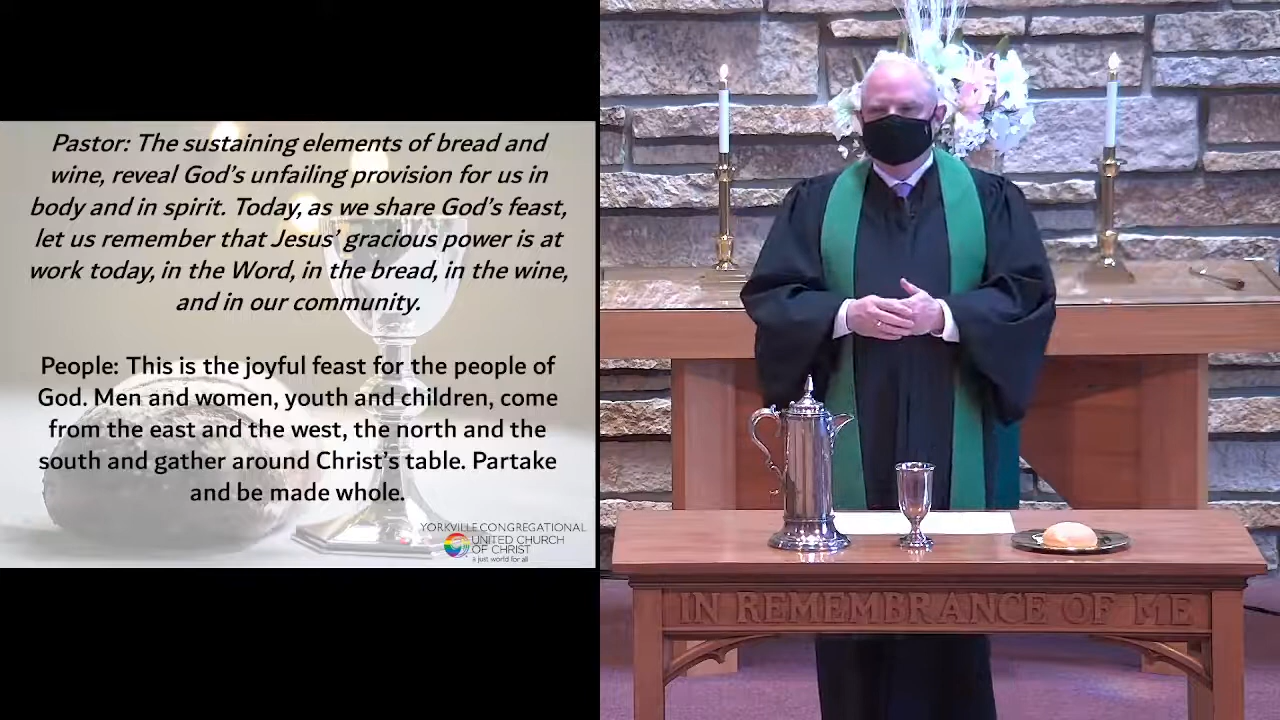 Pastor: The sustaining elements of bread and
wine, reveal God's unfailing provision for us in
body and in spirit. Today, as we share God's feast,
let us remember that Jesus' gracious power is at
work today, in the Word, in the bread, in the wine,
and in our community.
People: This is the joyful feast for the people of
God. Men and women, youth and children, come
from the east and the west, the north and the
south and gather around Christ's table. Partake
and be made whole.
YORKVILLE CONGREGATIONAL
UNITED CHURCH
OF CHRIST
a just world for all
IN REMEMBRANCE OF ME